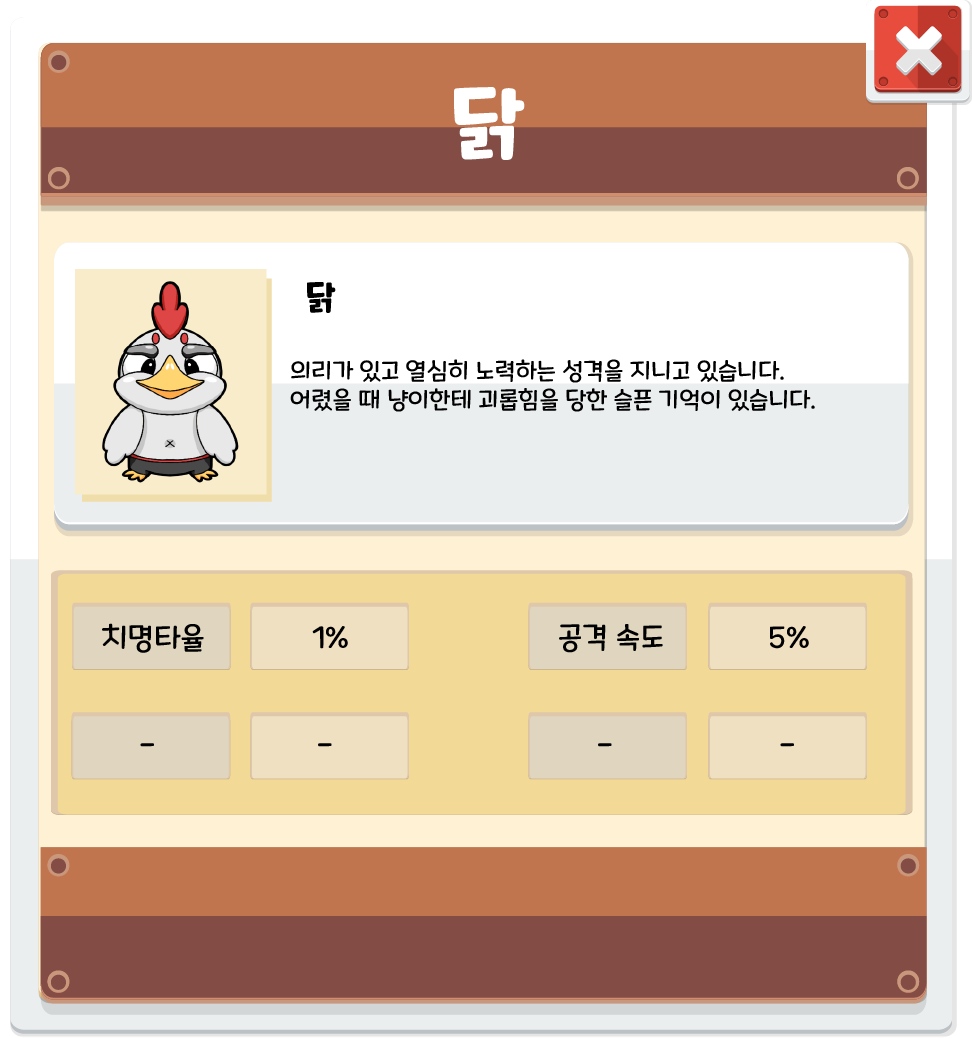 닭
닭
의리가 있고 열심히 노력하는 성격을 지니고 있습니다.
어렸을 때 냥이한테 괴롭힘을 당한 슬픈 기억이 있습니다.
치명타율 1% 공격 속도 5%
- - - -